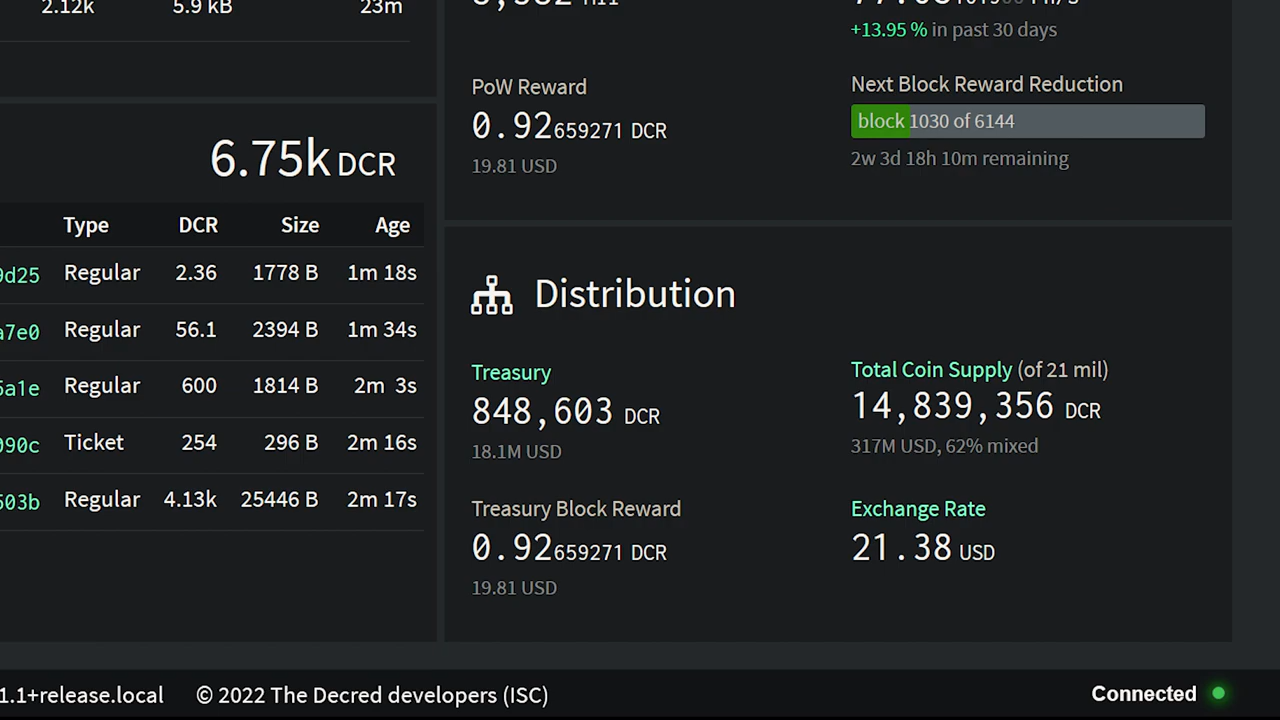 2.12k 5.9 kB 23m
+13.95 % in past 30 days
PoW Reward
0.92659271 DCR
19.81 USD
Next Block Reward Reduction
block 1030 of 6144
2w 3d 18h 10m remaining
6.75k DCR
Type DCR Size Age
9d25 Regular 2.36 1778 B 1m 18s
a7e0 Regular 56.1 2394 B 1m 34s
5a1e Regular 600 1814 B 2m 3s
090c Ticket 254 296 B 2m 16s
503b Regular 4.13k 25446 B 2m 17s
Distribution
Treasury
848,603 DCR
18.1M USD
Total Coin Supply (of 21 mil)
14,839,356 DCR
317M USD, 62% mixed
Treasury Block Reward
0.92659271 DCR
19.81 USD
Exchange Rate
21.38 USD
1.1+release.local © 2022 The Decred developers (ISC) Connected